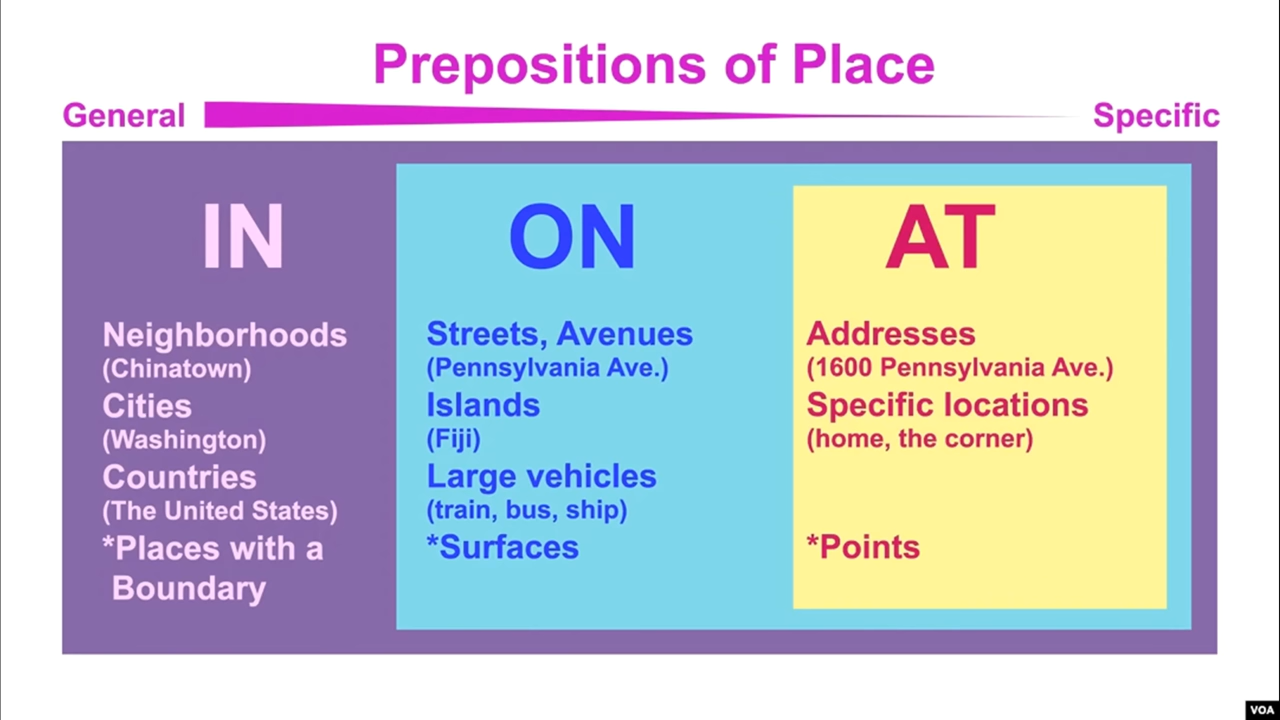 Prepositions of Place
General
Specific
IN
Neighborhoods
(Chinatown)
Cities
(Washington)
Countries
(The United States)
*Places with a
Boundary
ON
Streets, Avenues
(Pennsylvania Ave.)
Islands
(Fiji)
Large vehicles
(train, bus, ship)
*Surfaces
AT
Addresses
(1600 Pennsylvania Ave.)
Specific locations
(home, the corner)
*Points
VOA